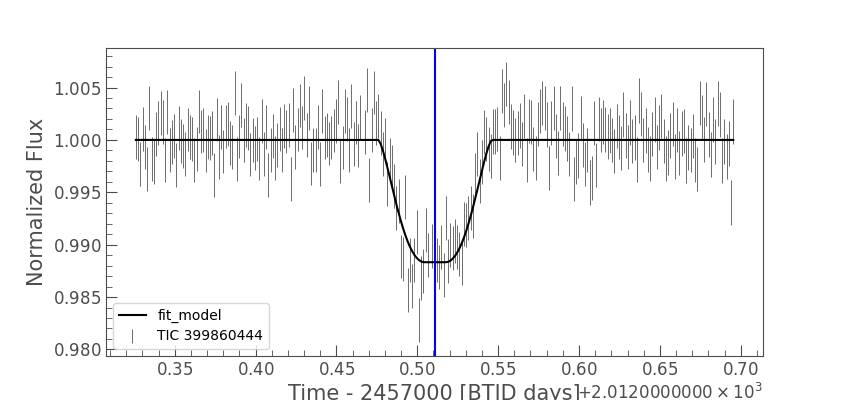 1.005
1.000
0.995
0.990
0.985
0.980
Normalized Flux
fit_model
TIC 399860444
0.35 0.40 0.45 0.50 0.55 0.60 0.65 0.70
Time - 2457000 [BTJD days]
+2.0120000000 × 10³